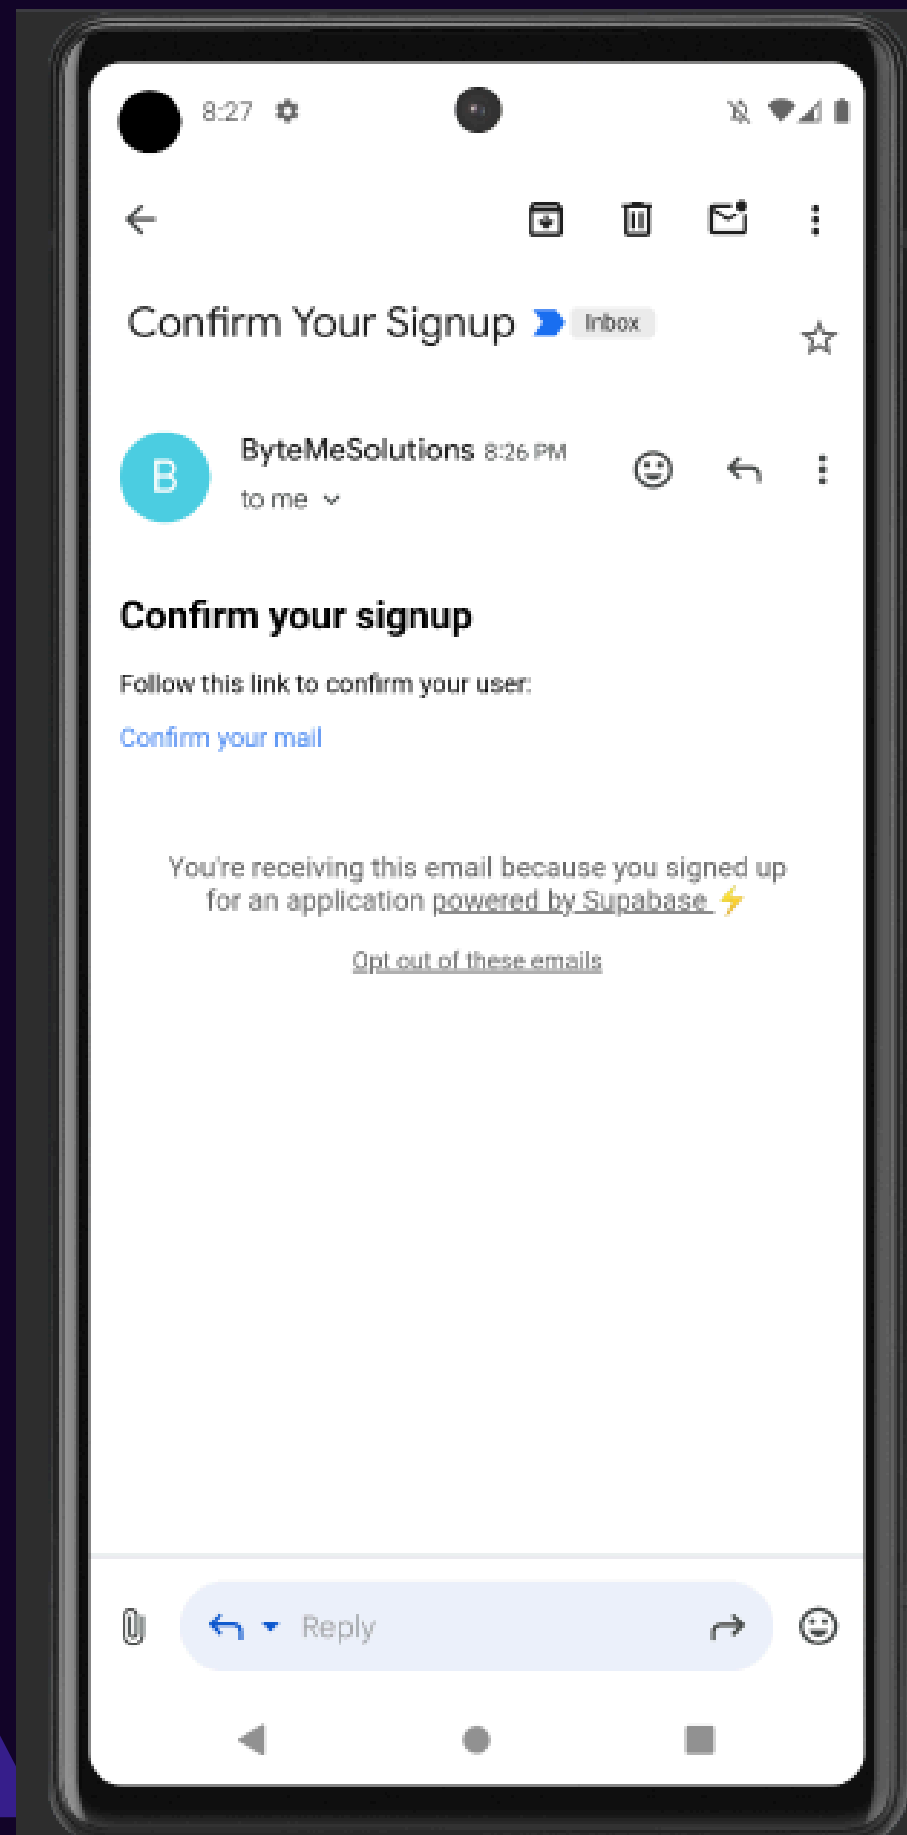 8:27
Confirm Your Signup Inbox
B
ByteMeSolutions 8:26 PM
to me
Confirm your signup
Follow this link to confirm your user:
Confirm your mail
You're receiving this email because you signed up
for an application powered by Supabase ⚡
Opt out of these emails
Reply